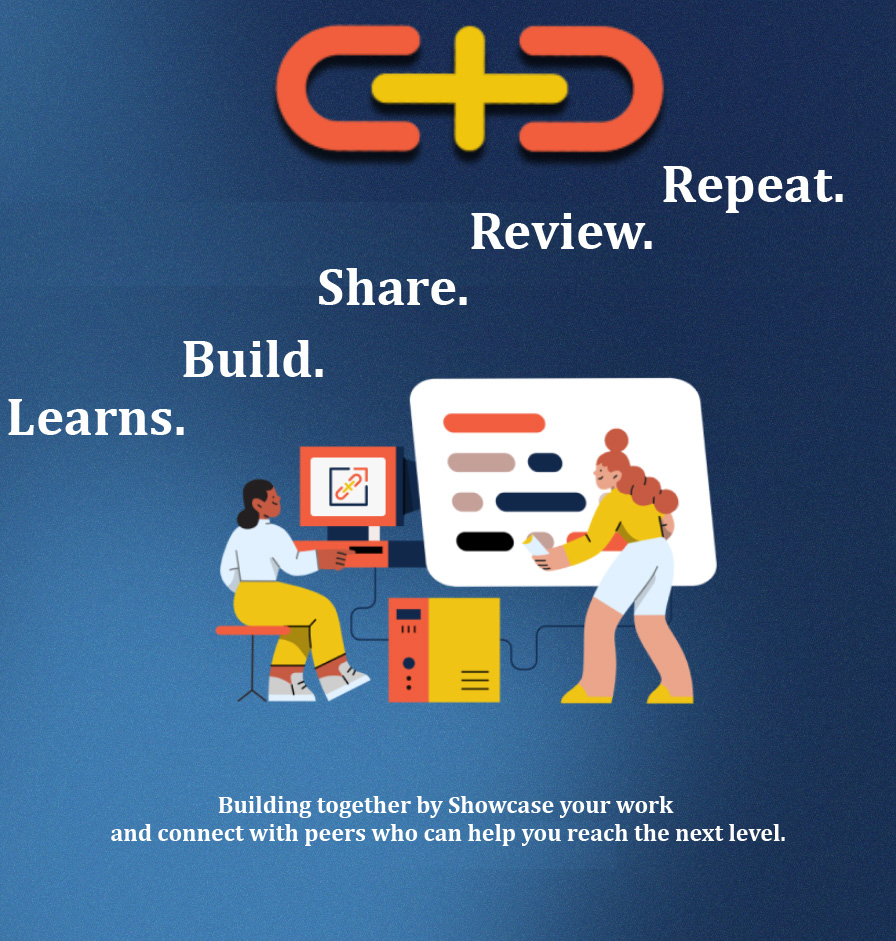 Learns.
Build.
Share.
Review.
Repeat.
Building together by Showcase your work
and connect with peers who can help you reach the next level.